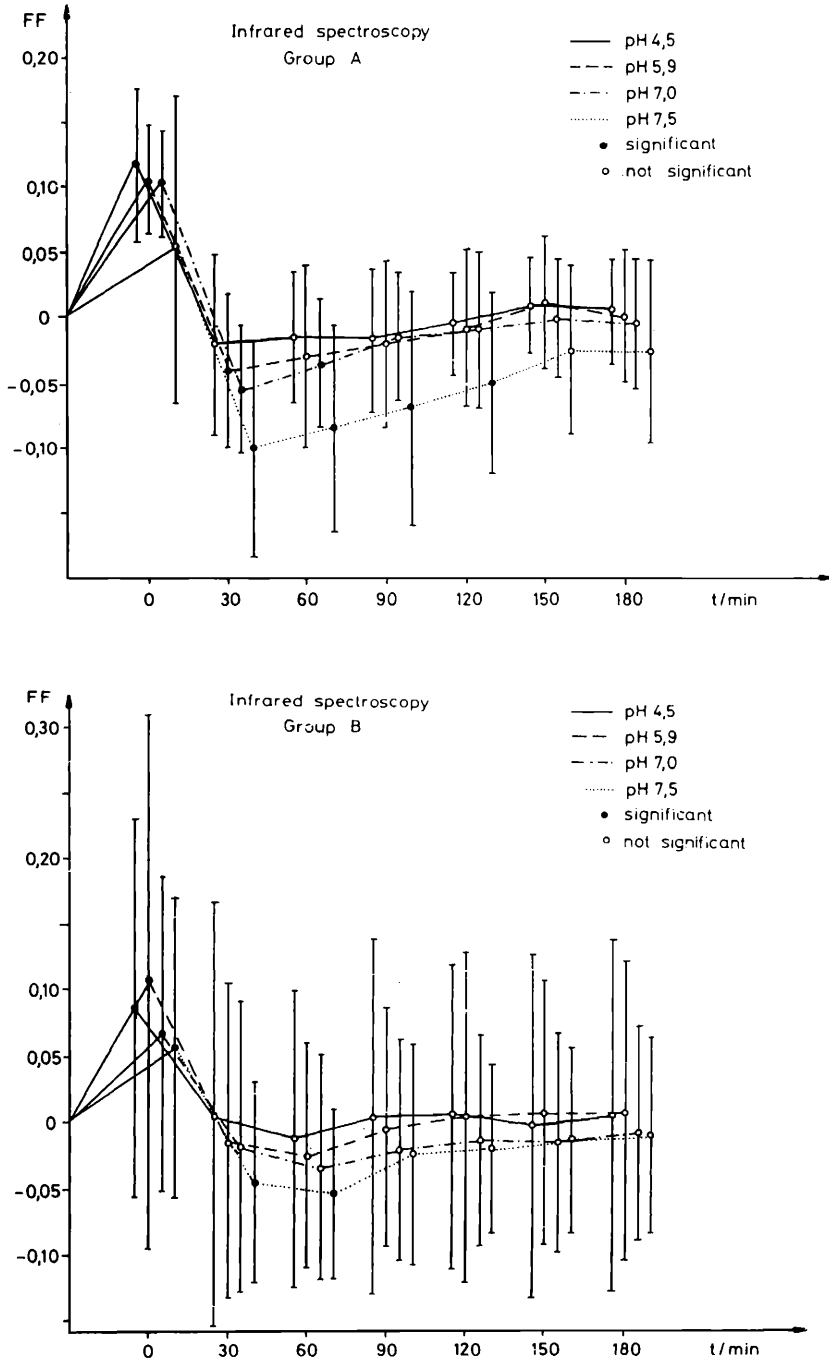 FF
Infrared spectroscopy
Group A
pH 4,5
pH 5,9
pH 7,0
pH 7,5
significant
not significant
0,20
0,10
0,05
0
-0,05
-0,10
0 30 60 90 120 150 180 t/min
FF
Infrared spectroscopy
Group B
pH 4,5
pH 5,9
pH 7,0
pH 7,5
significant
not significant
0,30
0,20
0,10
0,05
0
-0,05
-0,10
0 30 60 90 120 150 180 t/min